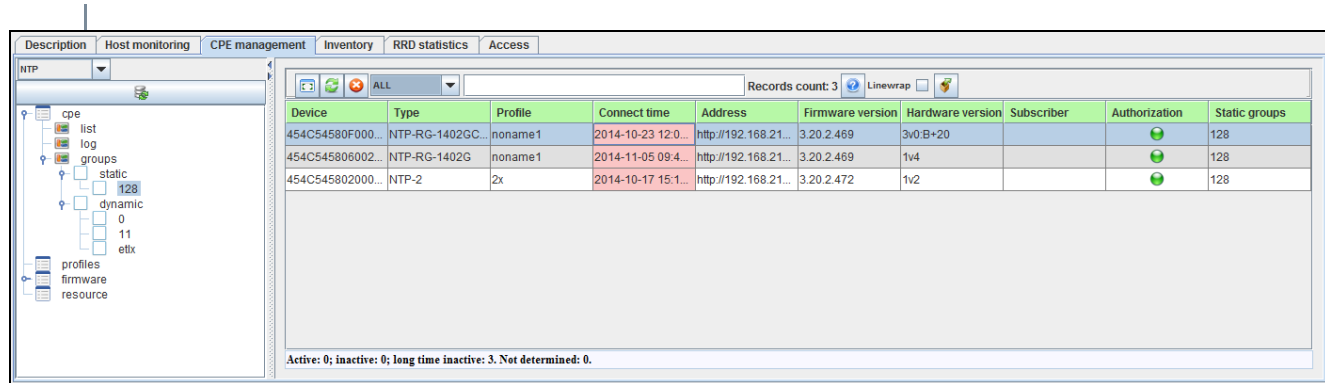 Description Host monitoring CPE management Inventory RRD statistics Access
NTP
ALL Records count: 3 Linewrap
cpe
list
log
groups
static
128
dynamic
0
11
etlx
profiles
firmware
resource
Device Type Profile Connect time Address Firmware version Hardware version Subscriber Authorization Static groups
454C54580F000... NTP-RG-1402GC... noname1 2014-10-23 12:0... http://192.168.21... 3.20.2.469 3v0:B+20 128
454C545806002... NTP-RG-1402G noname1 2014-11-05 09:4... http://192.168.21... 3.20.2.469 1v4 128
454C545802000... NTP-2 2x 2014-10-17 15:1... http://192.168.21... 3.20.2.472 1v2 128
Active: 0; inactive: 0; long time inactive: 3. Not determined: 0.